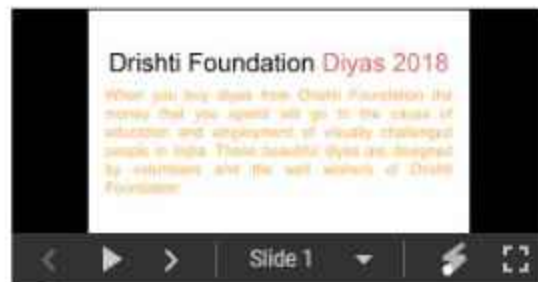 Drishti Foundation Diyas 2018
When you buy diyas from Drishti Foundation the
money that you spend will go to the cause of
education and employment of visually challenged
people in India. These beautiful diyas are designed
by volunteers and the well wishers of Drishti
Foundation
Slide 1